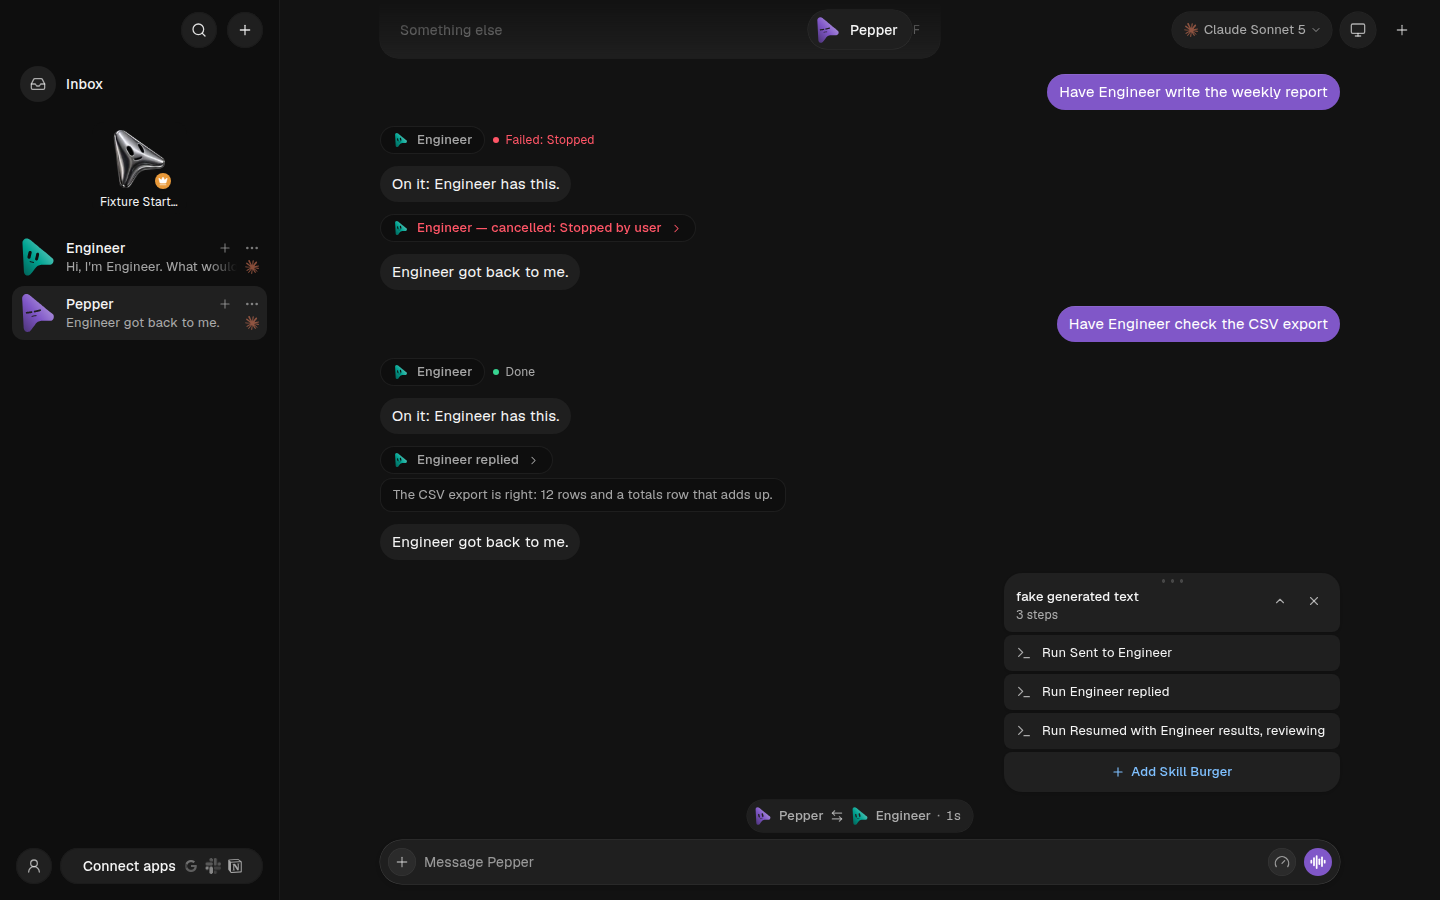 Something else
Pepper
F
Claude Sonnet 5
Inbox
Fixture Start...
Engineer
Hi, I'm Engineer. What woul
Pepper
Engineer got back to me.
Connect apps
Have Engineer write the weekly report
Engineer
Failed: Stopped
On it: Engineer has this.
Engineer — cancelled: Stopped by user
Engineer got back to me.
Have Engineer check the CSV export
Engineer
Done
On it: Engineer has this.
Engineer replied
The CSV export is right: 12 rows and a totals row that adds up.
Engineer got back to me.
fake generated text
3 steps
Run Sent to Engineer
Run Engineer replied
Run Resumed with Engineer results, reviewing
+ Add Skill Burger
Pepper ⇆ Engineer · 1s
Message Pepper